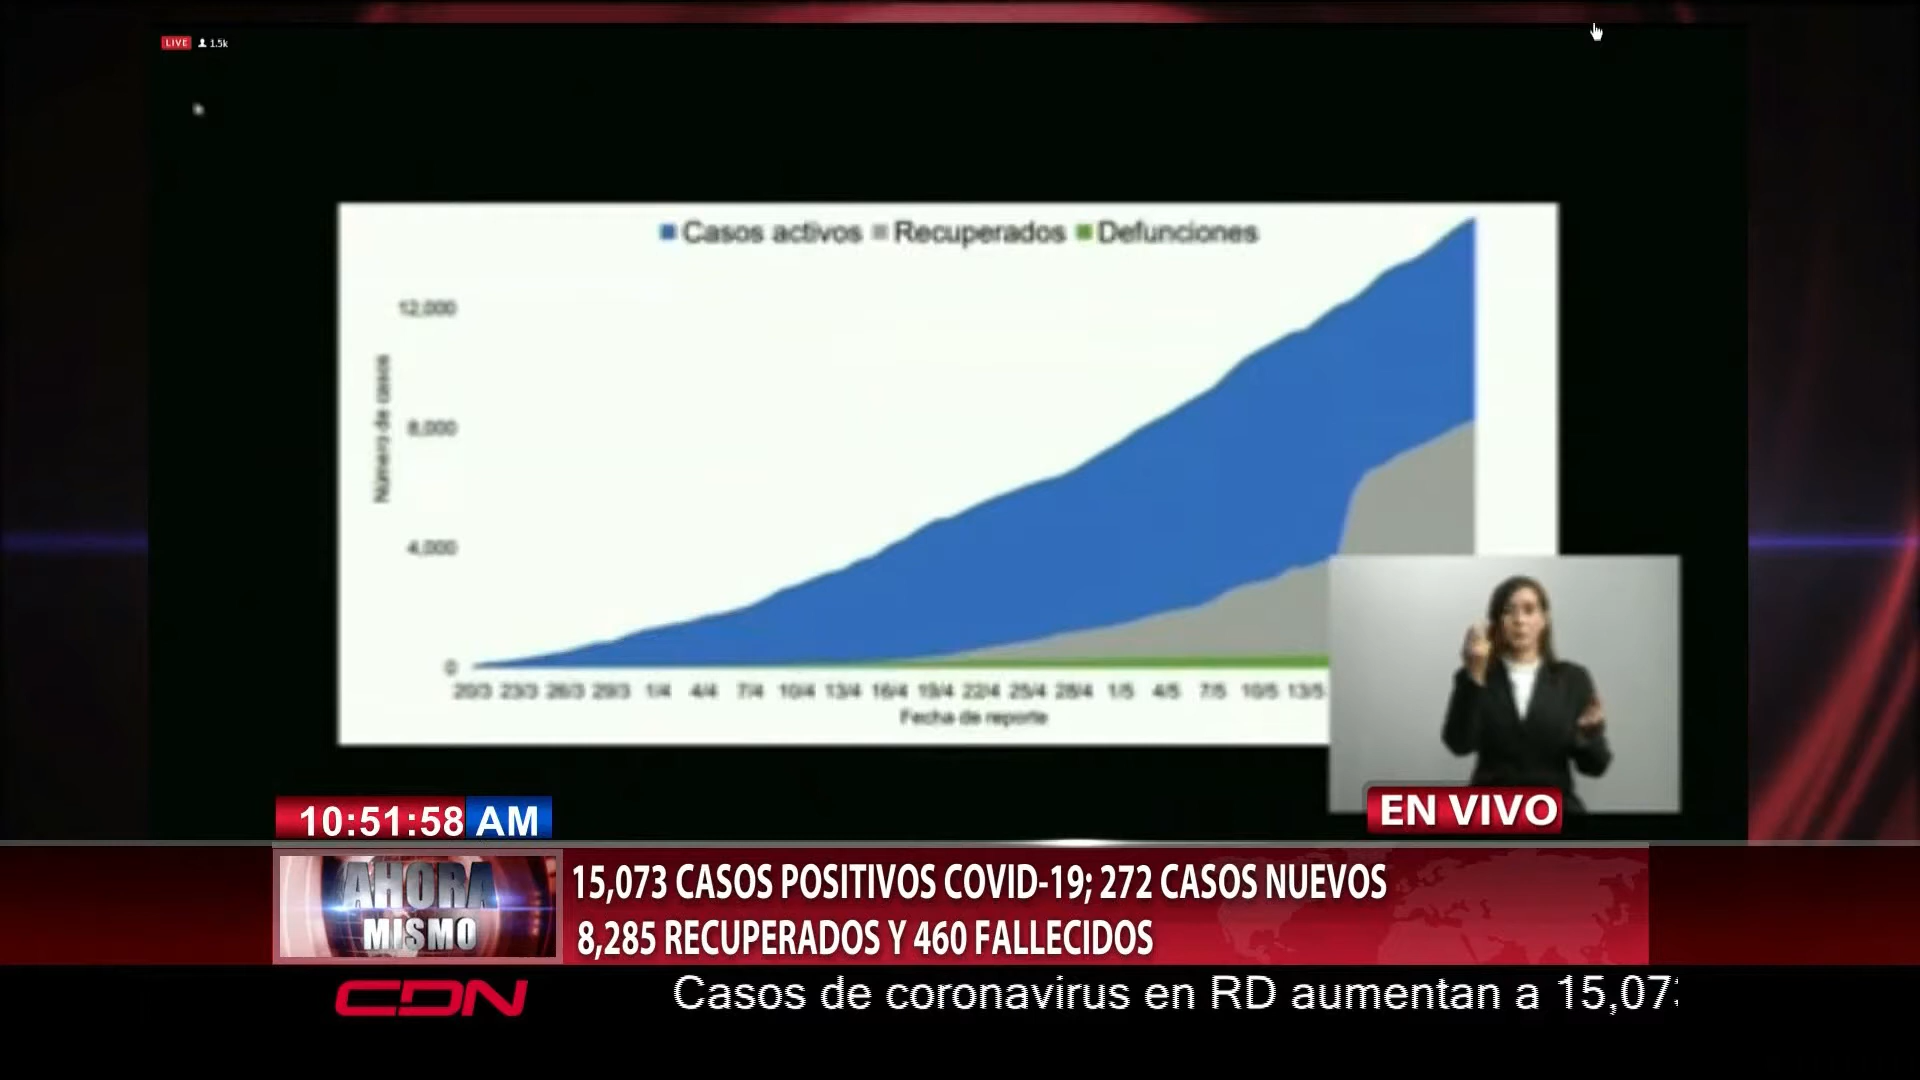 LIVE 1.5k
Casos activos Recuperados Defunciones
12,000
8,000
4,000
0
Número de casos
20/3 23/3 26/3 29/3 1/4 4/4 7/4 10/4 13/4 16/4 19/4 22/4 25/4 28/4 1/5 4/5 7/5 10/5 13/5
Fecha de reporte
10:51:58 AM
EN VIVO
AHORA
MISMO
15,073 CASOS POSITIVOS COVID-19; 272 CASOS NUEVOS
8,285 RECUPERADOS Y 460 FALLECIDOS
CDN
Casos de coronavirus en RD aumentan a 15,07